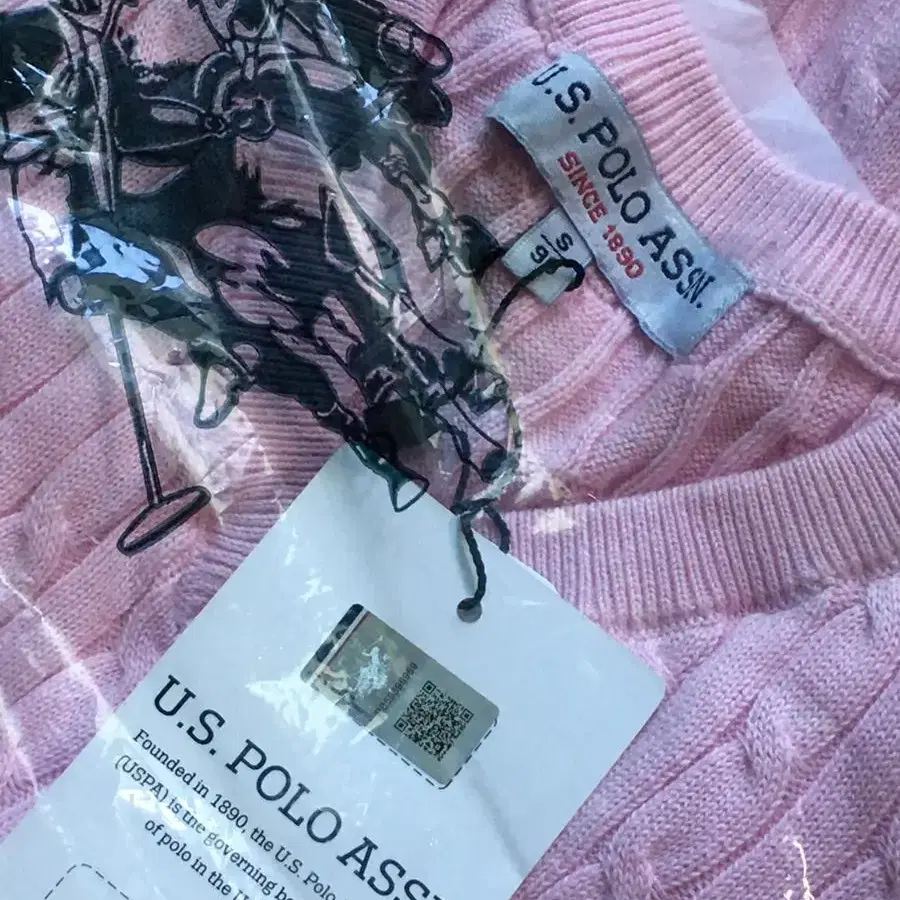 U.S. POLO ASSN.
SINCE 1890
S
U.S. POLO ASSN
Founded in 1890, the U.S. Polo
(USPA) is the governing
of polo in the